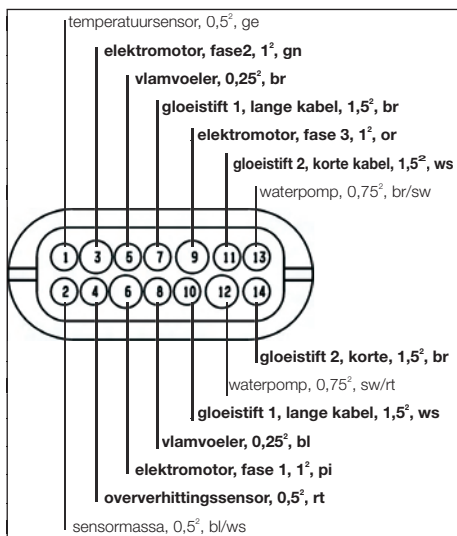 temperatuursensor, 0,5², ge
elektromotor, fase2, 1², gn
vlamvoeler, 0,25², br
gloeistift 1, lange kabel, 1,5², br
elektromotor, fase 3, 1², or
gloeistift 2, korte kabel, 1,5², ws
waterpomp, 0,75², br/sw
1 3 5 7 9 11 13
2 4 6 8 10 12 14
gloeistift 2, korte, 1,5², br
waterpomp, 0,75², sw/rt
gloeistift 1, lange kabel, 1,5², ws
vlamvoeler, 0,25², bl
elektromotor, fase 1, 1², pi
oververhittingssensor, 0,5², rt
sensormassa, 0,5², bl/ws